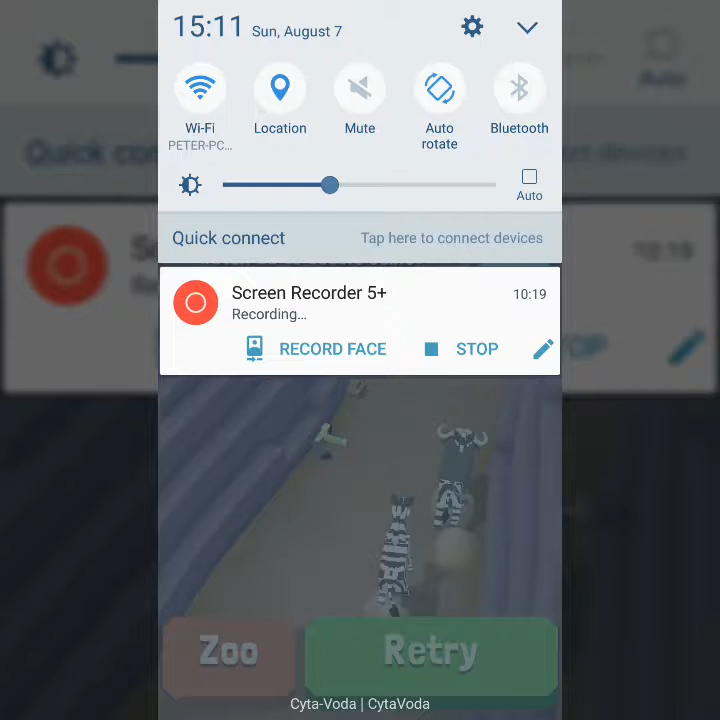 15:11 Sun, August 7
Wi-Fi
PETER-PC...
Location
Mute
Auto
rotate
Bluetooth
Auto
Quick connect
Tap here to connect devices
Screen Recorder 5+
10:19
Recording...
RECORD FACE
STOP
Zoo
Retry
Cyta-Voda | CytaVoda